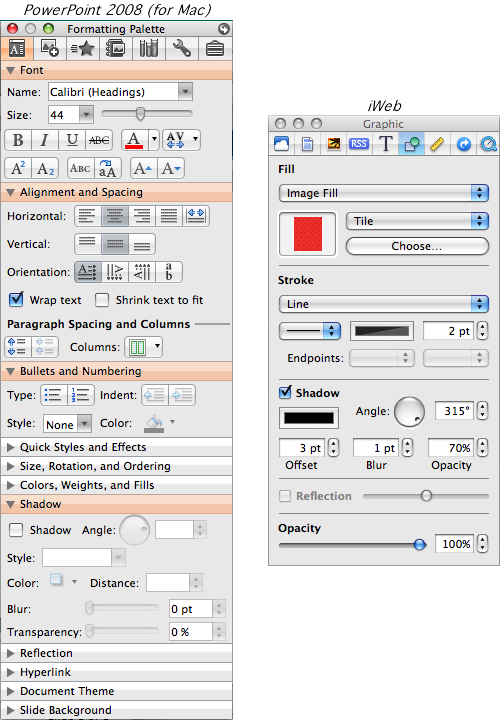 PowerPoint 2008 (for Mac)
Formatting Palette
Font
Name: Calibri (Headings)
Size: 44
B I U ABC A AV
A2 A2 ABC aA A A
Alignment and Spacing
Horizontal:
Vertical:
Orientation:
Wrap text Shrink text to fit
Paragraph Spacing and Columns
Columns:
Bullets and Numbering
Type: Indent:
Style: None Color:
Quick Styles and Effects
Size, Rotation, and Ordering
Colors, Weights, and Fills
Shadow
Shadow Angle:
Style:
Color: Distance:
Blur: 0 pt
Transparency: 0 %
Reflection
Hyperlink
Document Theme
Slide Background
iWeb
Graphic
RSS T
Fill
Image Fill
Tile
Choose...
Stroke
Line
2 pt
Endpoints:
Shadow
Angle: 315°
3 pt 1 pt 70%
Offset Blur Opacity
Reflection
Opacity
100%